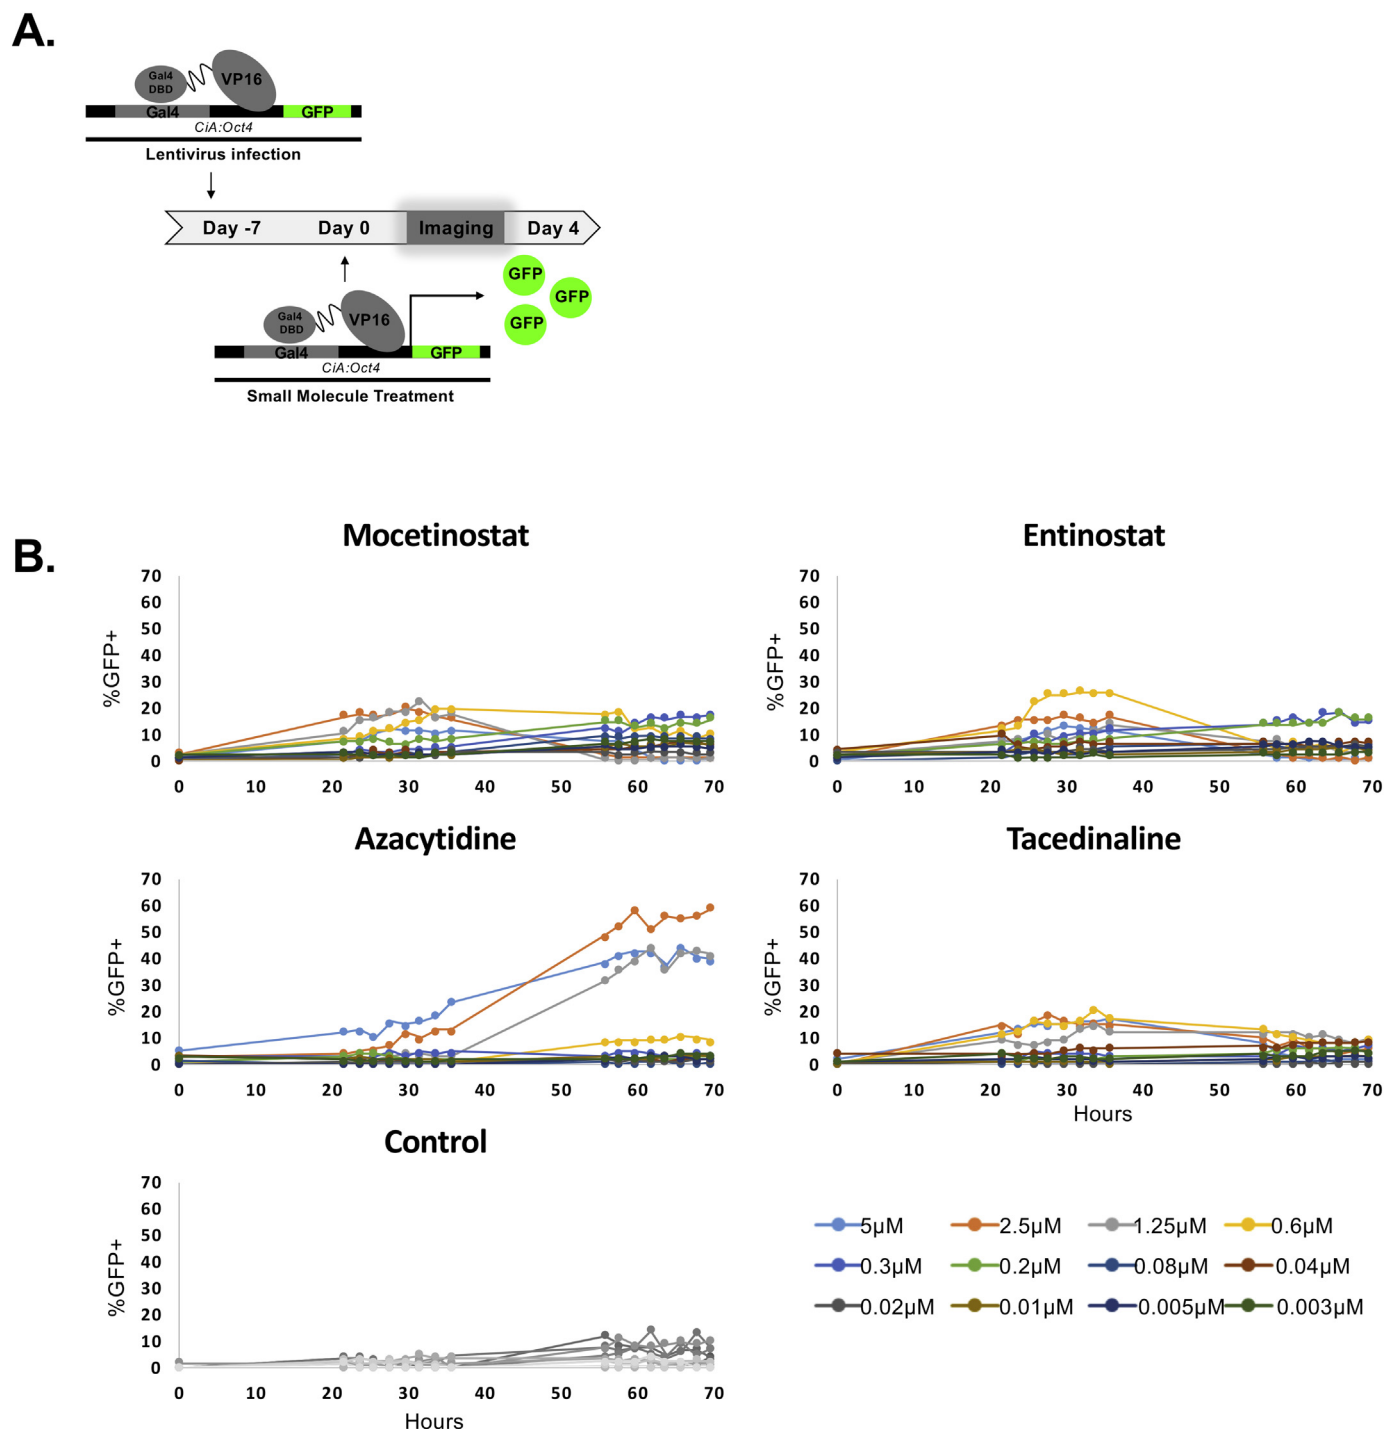 A.
Gal4
DBD
VP16
Gal4
GFP
CiA:Oct4
Lentivirus infection
Day -7 Day 0 Imaging Day 4
GFP
GFP
GFP
Gal4
DBD
VP16
Gal4
GFP
CiA:Oct4
Small Molecule Treatment
B.
Mocetinostat
%GFP+
70
60
50
40
30
20
10
0
0 10 20 30 40 50 60 70
Entinostat
%GFP+
70
60
50
40
30
20
10
0
0 10 20 30 40 50 60 70
Azacytidine
%GFP+
70
60
50
40
30
20
10
0
0 10 20 30 40 50 60 70
Tacedinaline
%GFP+
70
60
50
40
30
20
10
0
0 10 20 30 40 50 60 70
Hours
Control
%GFP+
70
60
50
40
30
20
10
0
0 10 20 30 40 50 60 70
Hours
5µM 2.5µM 1.25µM 0.6µM
0.3µM 0.2µM 0.08µM 0.04µM
0.02µM 0.01µM 0.005µM 0.003µM